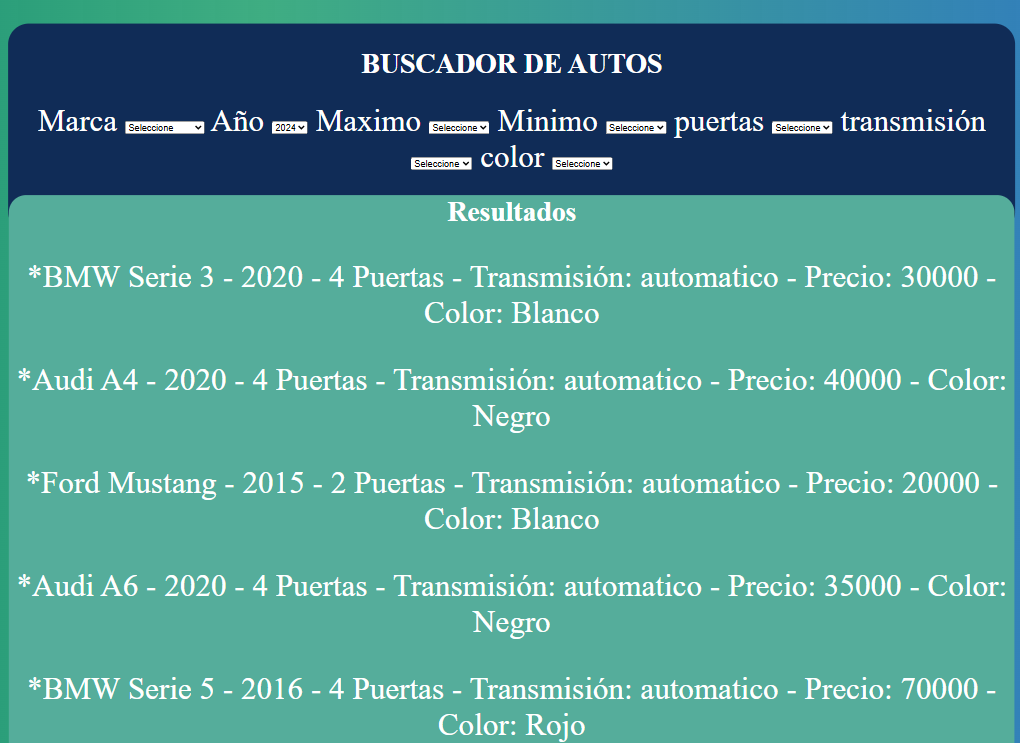 BUSCADOR DE AUTOS
Marca Seleccione Año 2024 Maximo Seleccione Minimo Seleccione puertas Seleccione transmisión
Seleccione color Seleccione
Resultados
*BMW Serie 3 - 2020 - 4 Puertas - Transmisión: automatico - Precio: 30000 -
Color: Blanco
*Audi A4 - 2020 - 4 Puertas - Transmisión: automatico - Precio: 40000 - Color:
Negro
*Ford Mustang - 2015 - 2 Puertas - Transmisión: automatico - Precio: 20000 -
Color: Blanco
*Audi A6 - 2020 - 4 Puertas - Transmisión: automatico - Precio: 35000 - Color:
Negro
*BMW Serie 5 - 2016 - 4 Puertas - Transmisión: automatico - Precio: 70000 -
Color: Rojo